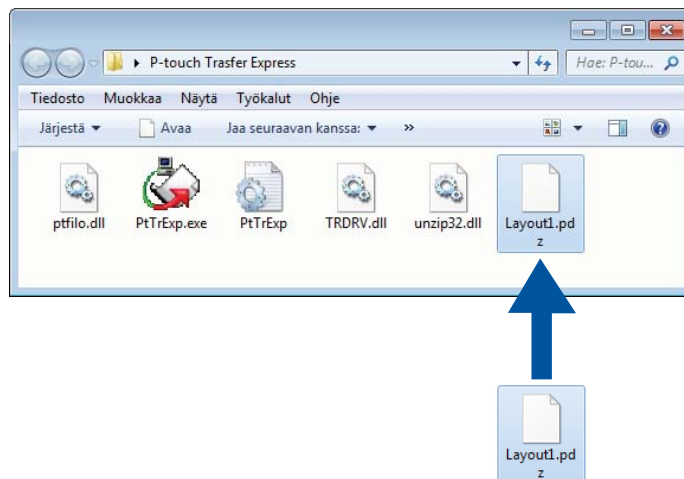 P-touch Trasfer Express
Hae: P-tou...
Tiedosto Muokkaa Näytä Työkalut Ohje
Järjestä Avaa Jaa seuraavan kanssa: »
ptfilo.dll PtTrExp.exe PtTrExp TRDRV.dll unzip32.dll Layout1.pd
z
Layout1.pd
z